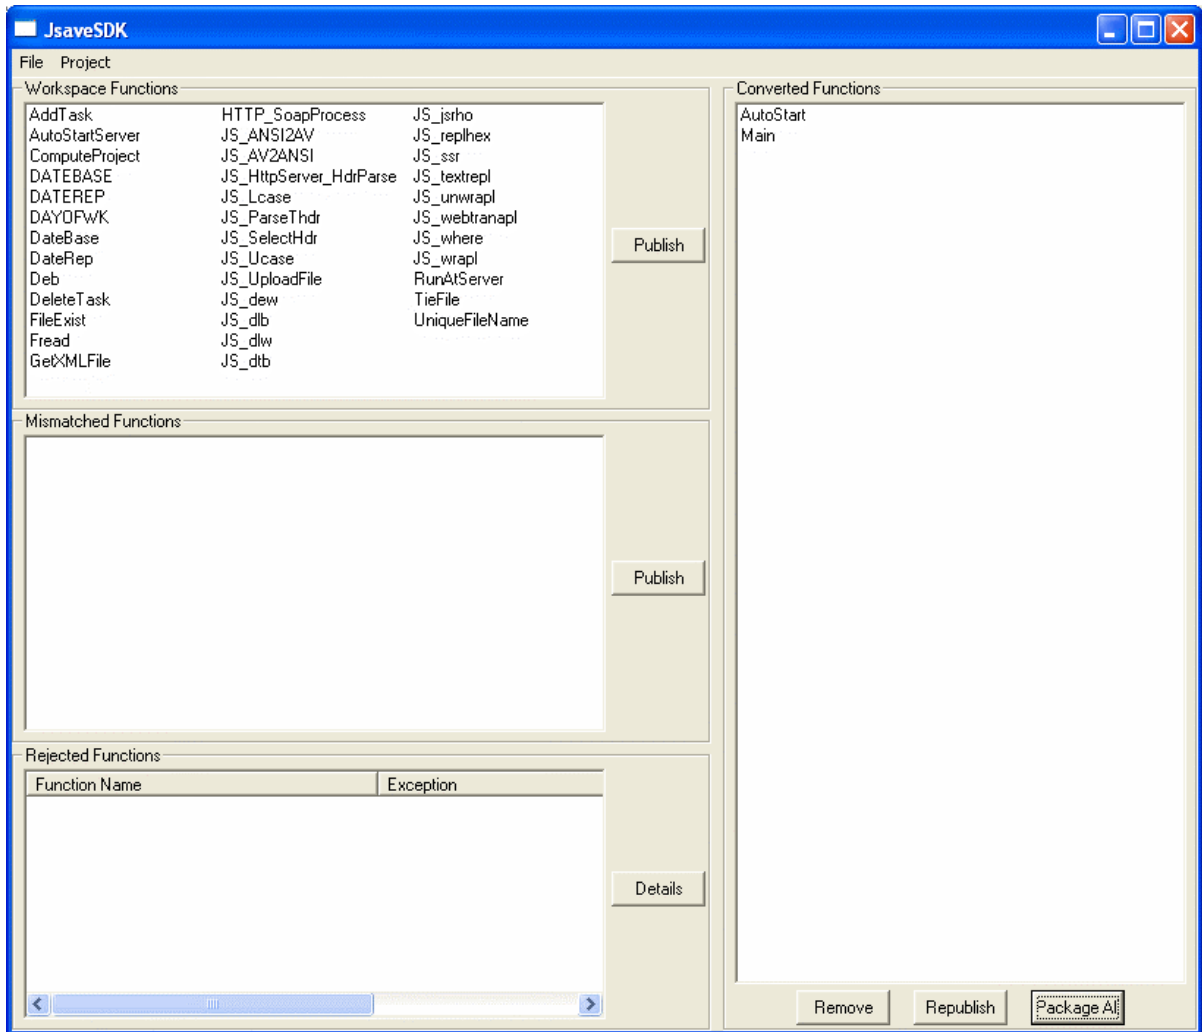 JsaveSDK
File Project
Workspace Functions
AddTask HTTP_SoapProcess JS_jsrho
AutoStartServer JS_ANSI2AV JS_replhex
ComputeProject JS_AV2ANSI JS_ssr
DATEBASE JS_HttpServer_HdrParse JS_textrepl
DATEREP JS_Lcase JS_unwrapl
DAYOFWK JS_ParseThdr JS_webtranapl
DateBase JS_SelectHdr JS_where
DateRep JS_Ucase JS_wrapl
Deb JS_UploadFile RunAtServer
DeleteTask JS_dew TieFile
FileExist JS_dlb UniqueFileName
Fread JS_dlw
GetXMLFile JS_dtb
Publish
Mismatched Functions
Publish
Rejected Functions
Function Name Exception
Details
Converted Functions
AutoStart
Main
Remove Republish Package All